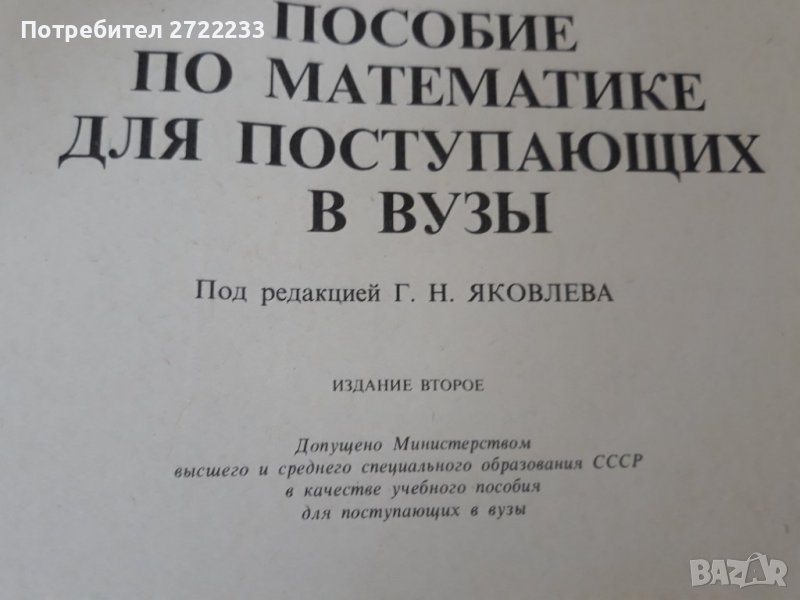 Потребител 2722233
ПОСОБИЕ
ПО МАТЕМАТИКЕ
ДЛЯ ПОСТУПАЮЩИХ
В ВУЗЫ
Под редакцией Г. Н. ЯКОВЛЕВА
ИЗДАНИЕ ВТОРОЕ
Допущено Министерством
высшего и среднего специального образования СССР
в качестве учебного пособия
для поступающих в вузы
BAZAR